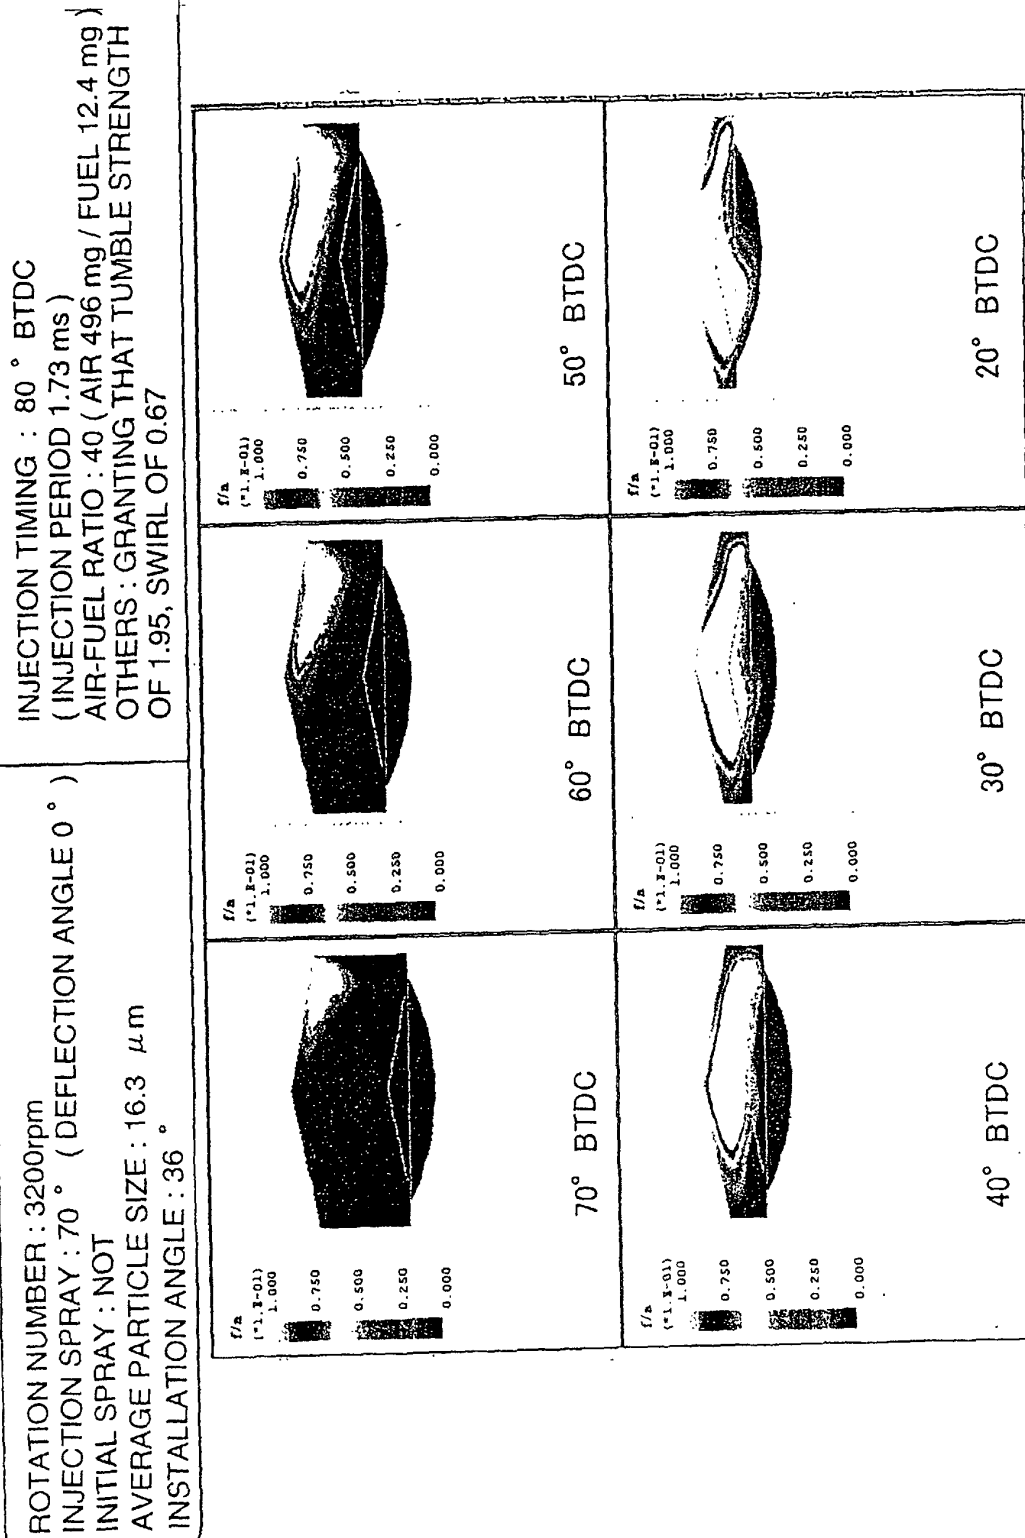 ROTATION NUMBER : 3200rpm
INJECTION SPRAY : 70 ° ( DEFLECTION ANGLE 0 ° )
INITIAL SPRAY : NOT
AVERAGE PARTICLE SIZE : 16.3 μm
INSTALLATION ANGLE : 36 °
INJECTION TIMING : 80 ° BTDC
( INJECTION PERIOD 1.73 ms )
AIR-FUEL RATIO : 40 ( AIR 496 mg / FUEL 12.4 mg )
OTHERS : GRANTING THAT TUMBLE STRENGTH
OF 1.95, SWIRL OF 0.67
f/a
(*1.E-01)
1.000
0.750
0.500
0.250
0.000
70° BTDC
f/a
(*1.E-01)
1.000
0.750
0.500
0.250
0.000
60° BTDC
f/a
(*1.E-01)
1.000
0.750
0.500
0.250
0.000
50° BTDC
f/a
(*1.E-01)
1.000
0.750
0.500
0.250
0.000
40° BTDC
f/a
(*1.E-01)
1.000
0.750
0.500
0.250
0.000
30° BTDC
f/a
(*1.E-01)
1.000
0.750
0.500
0.250
0.000
20° BTDC